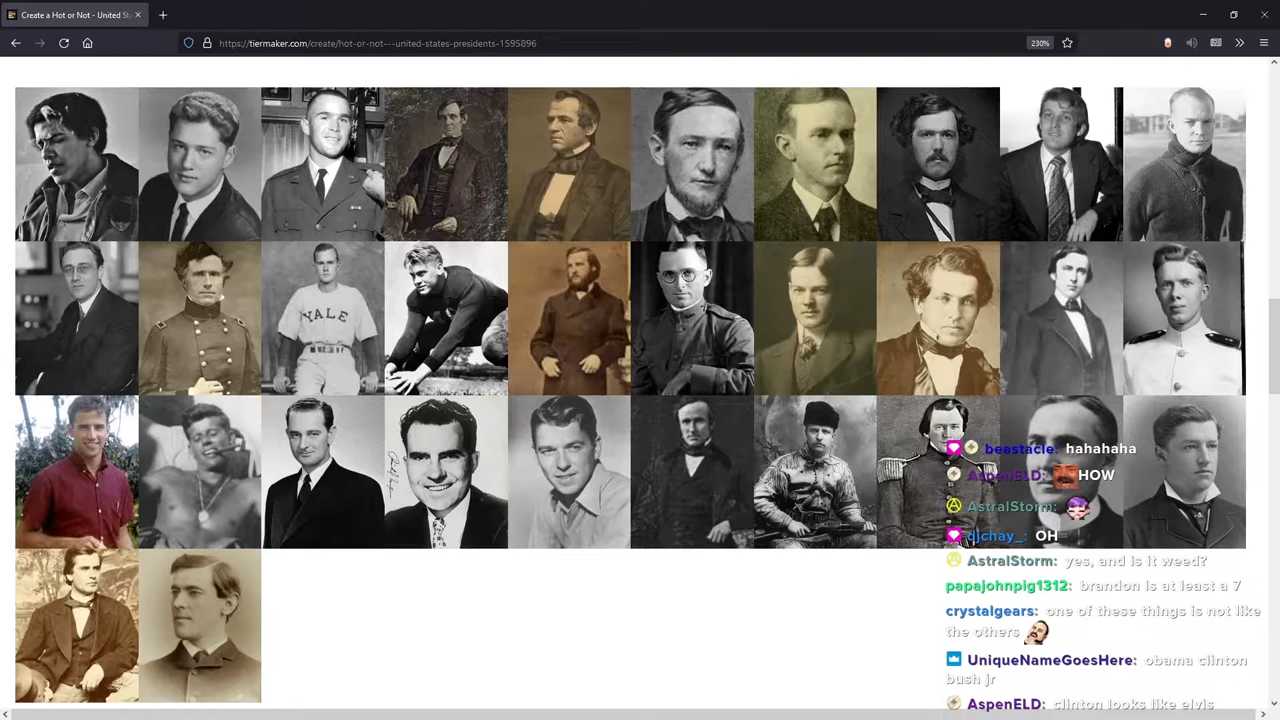 Create a Hot or Not - United St
https://tiermaker.com/create/hot-or-not---united-states-presidents-1595896
230%
YALE
beastacle: hahahaha
AspenELD: HOW
AstralStorm:
djchay_: OH
AstralStorm: yes, and is it weed?
papajohnpig1312: brandon is at least a 7
crystalgears: one of these things is not like
the others
UniqueNameGoesHere: obama clinton
bush jr
AspenELD: clinton looks like elvis